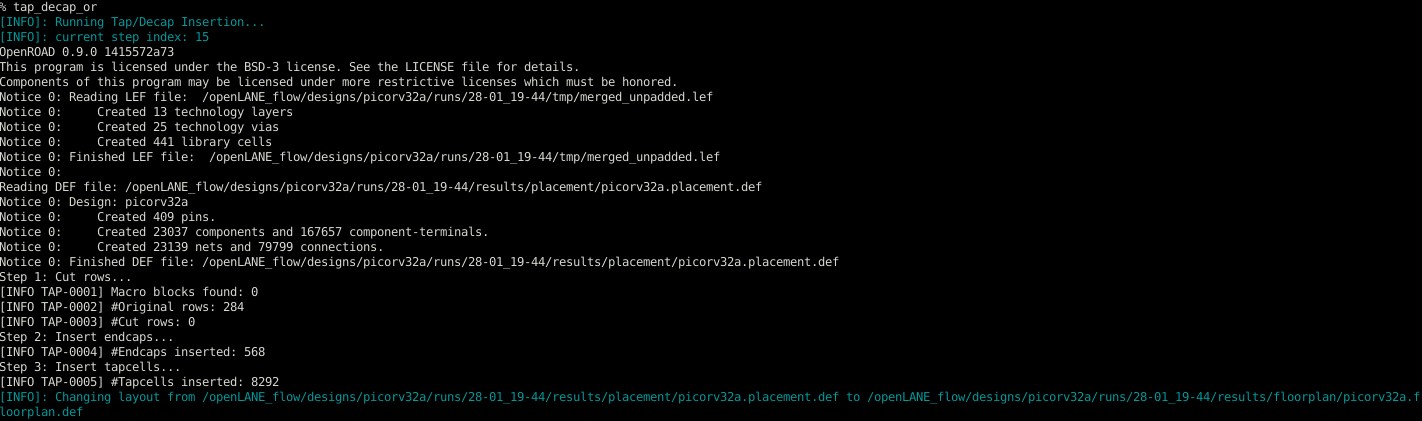 % tap_decap_or
[INFO]: Running Tap/Decap Insertion...
[INFO]: current step index: 15
OpenROAD 0.9.0 1415572a73
This program is licensed under the BSD-3 license. See the LICENSE file for details.
Components of this program may be licensed under more restrictive licenses which must be honored.
Notice 0: Reading LEF file:  /openLANE_flow/designs/picorv32a/runs/28-01_19-44/tmp/merged_unpadded.lef
Notice 0:     Created 13 technology layers
Notice 0:     Created 25 technology vias
Notice 0:     Created 441 library cells
Notice 0: Finished LEF file:  /openLANE_flow/designs/picorv32a/runs/28-01_19-44/tmp/merged_unpadded.lef
Notice 0:
Reading DEF file: /openLANE_flow/designs/picorv32a/runs/28-01_19-44/results/placement/picorv32a.placement.def
Notice 0: Design: picorv32a
Notice 0:     Created 409 pins.
Notice 0:     Created 23037 components and 167657 component-terminals.
Notice 0:     Created 23139 nets and 79799 connections.
Notice 0: Finished DEF file: /openLANE_flow/designs/picorv32a/runs/28-01_19-44/results/placement/picorv32a.placement.def
Step 1: Cut rows...
[INFO TAP-0001] Macro blocks found: 0
[INFO TAP-0002] #Original rows: 284
[INFO TAP-0003] #Cut rows: 0
Step 2: Insert endcaps...
[INFO TAP-0004] #Endcaps inserted: 568
Step 3: Insert tapcells...
[INFO TAP-0005] #Tapcells inserted: 8292
[INFO]: Changing layout from /openLANE_flow/designs/picorv32a/runs/28-01_19-44/results/placement/picorv32a.placement.def to /openLANE_flow/designs/picorv32a/runs/28-01_19-44/results/floorplan/picorv32a.f
loorplan.def